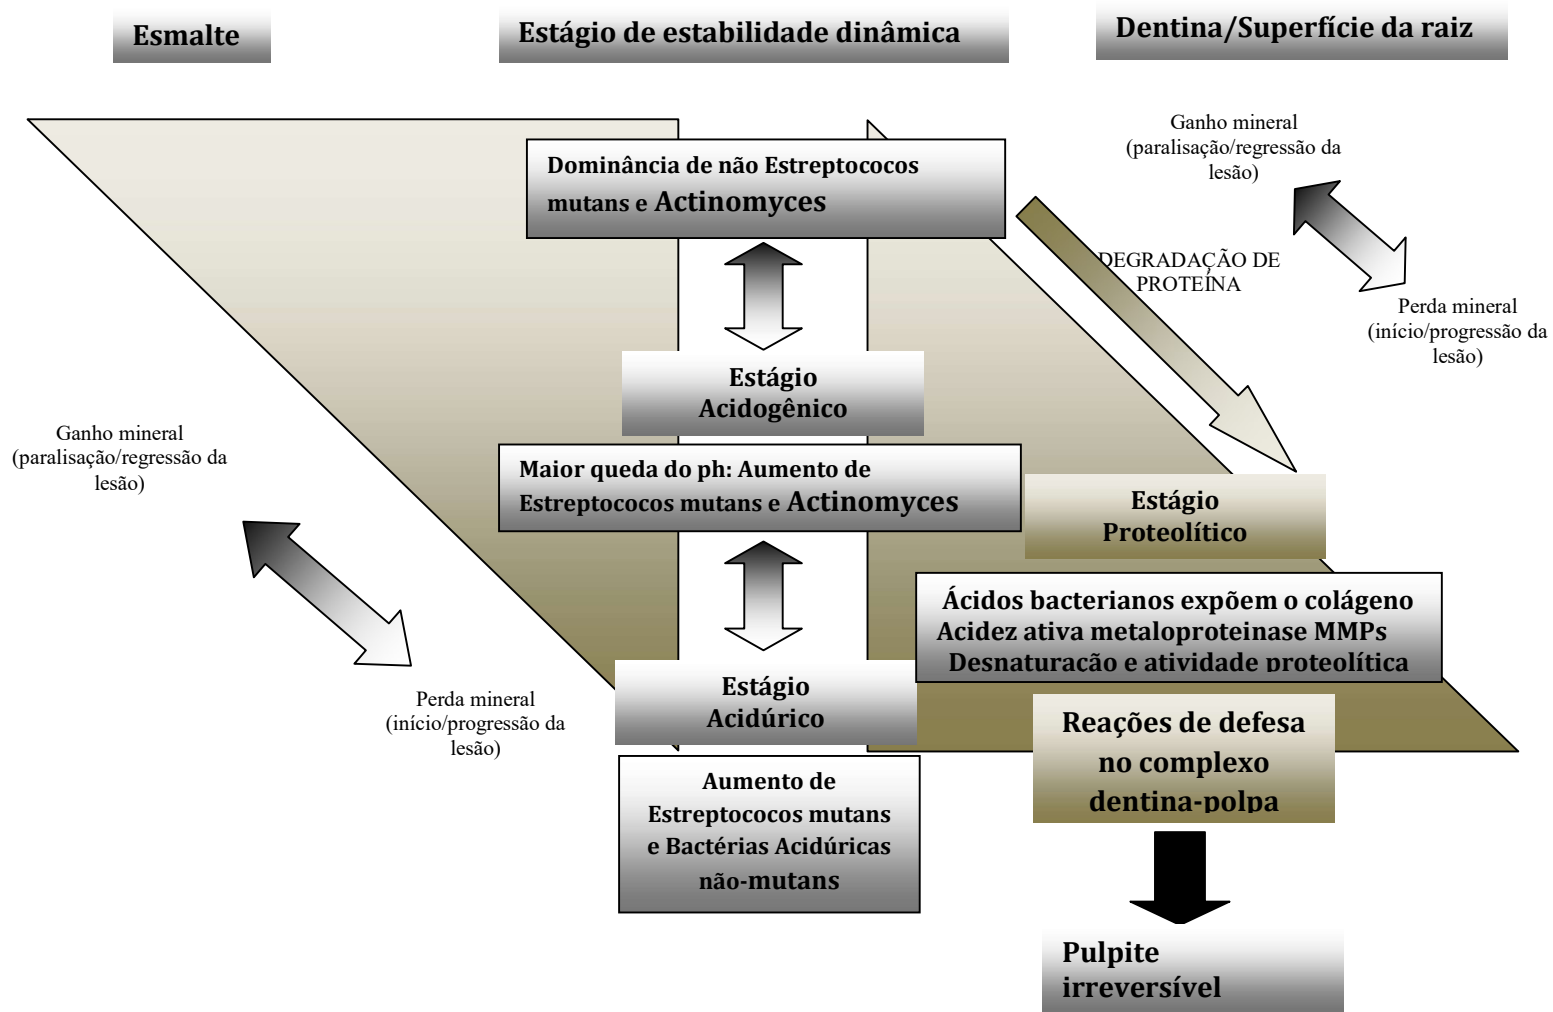 Esmalte
Estágio de estabilidade dinâmica
Dentina/Superfície da raiz
Dominância de não Estreptococos
mutans e Actinomyces
Ganho mineral
(paralisação/regressão da
lesão)
DEGRADAÇÃO DE
PROTEÍNA
Perda mineral
(início/progressão da
lesão)
Estágio
Acidogênico
Ganho mineral
(paralisação/regressão da
lesão)
Maior queda do ph: Aumento de
Estreptococos mutans e Actinomyces
Estágio
Proteolítico
Ácidos bacterianos expõem o colágeno
Acidez ativa metaloproteinase MMPs
Desnaturação e atividade proteolítica
Perda mineral
(início/progressão da
lesão)
Estágio
Acidúrico
Reações de defesa
no complexo
dentina-polpa
Aumento de
Estreptococos mutans
e Bactérias Acidúricas
não-mutans
Pulpite
irreversível